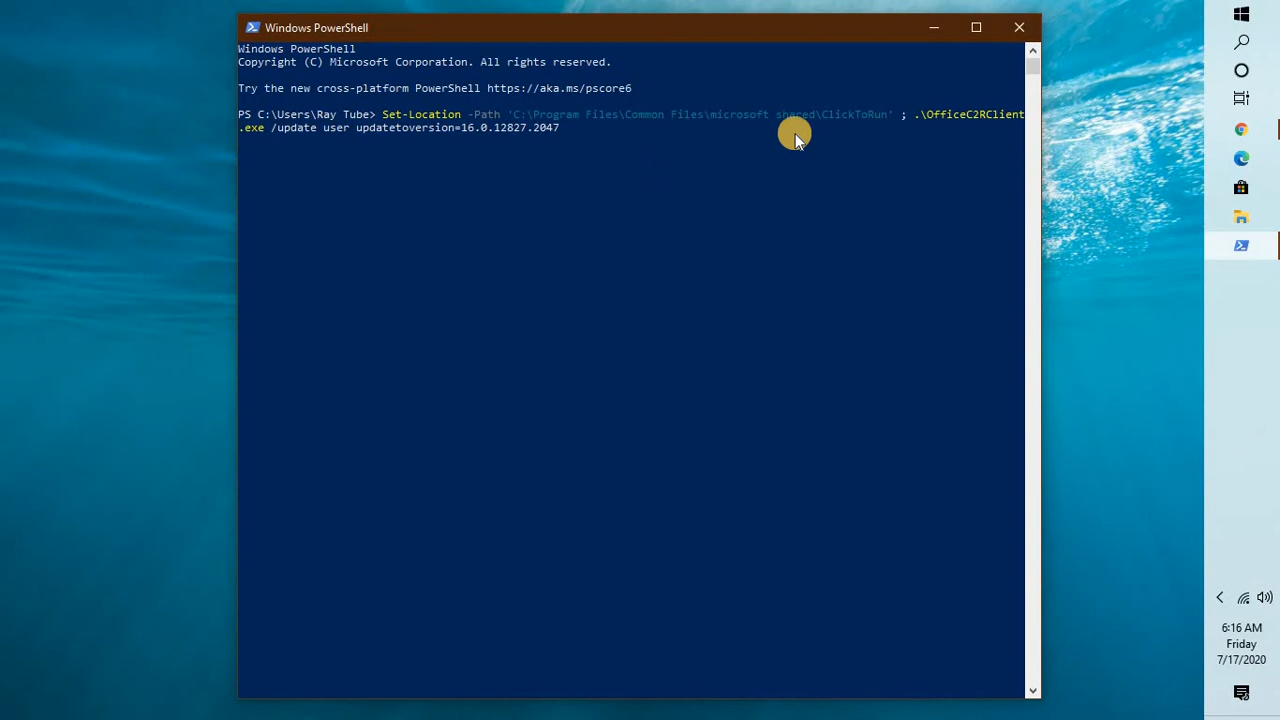 Windows PowerShell
Windows PowerShell
Copyright (C) Microsoft Corporation. All rights reserved.
Try the new cross-platform PowerShell https://aka.ms/pscore6
PS C:\Users\Ray Tube> Set-Location -Path 'C:\Program Files\Common Files\microsoft shared\ClickToRun' ; .\OfficeC2RClient
.exe /update user updatetoversion=16.0.12827.2047
6:16 AM
Friday
7/17/2020